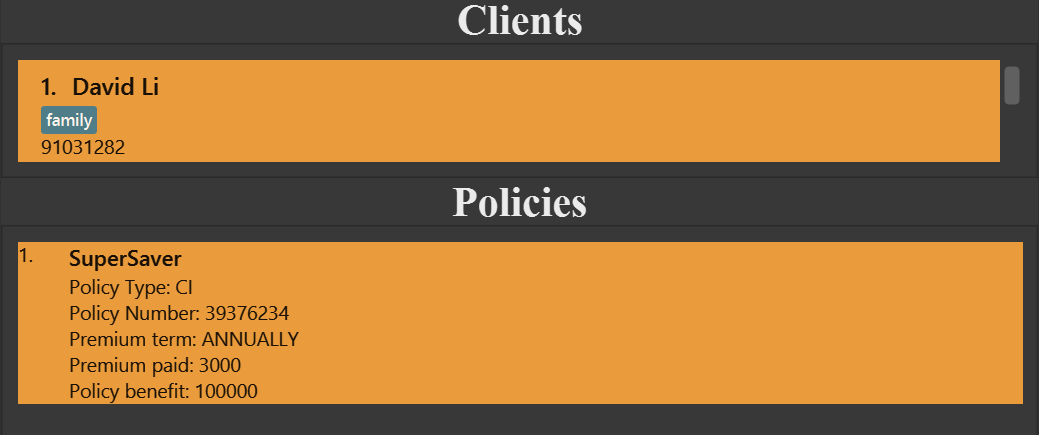 Clients
1. David Li
family
91031282
Policies
1. SuperSaver
Policy Type: CI
Policy Number: 39376234
Premium term: ANNUALLY
Premium paid: 3000
Policy benefit: 100000